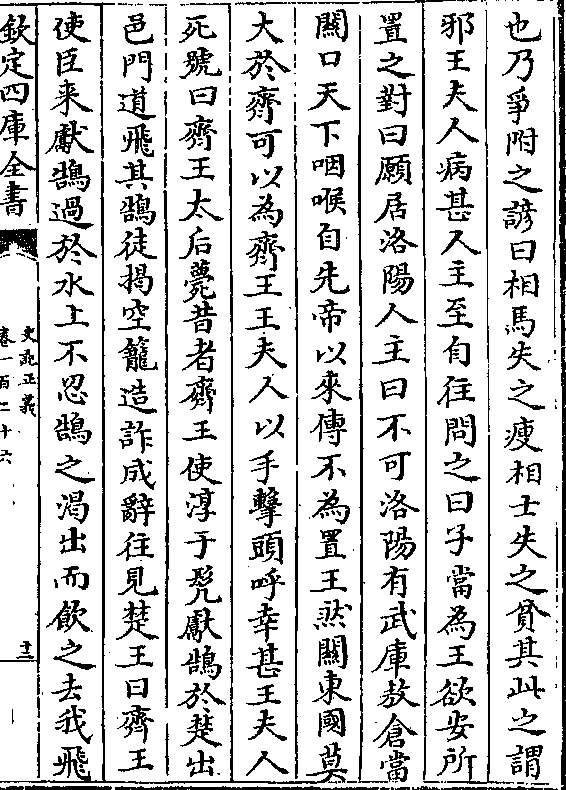 也乃爭附之諺曰相馬失之瘦相士失之貧其此之謂
邪王夫人病甚人主至自往問之曰子當為王欲安所
置之對曰願居洛陽人主曰不可洛陽有武庫敖倉當
關口天下咽喉自先帝以來傳不為置王然關東國莫
大於齊可以為齊王王夫人以手擊頭呼幸甚王夫人
死號曰齊王太后薨昔者齊王使淳于髡獻鵠於楚出
邑門道飛其鵠徒揭空籠造詐成辭往見楚王曰齊王
使臣来獻鵠過於水上不忍鵠之渴出而飲之去我飛
欽定四庫全書
史記正義
卷一百二十六
十二